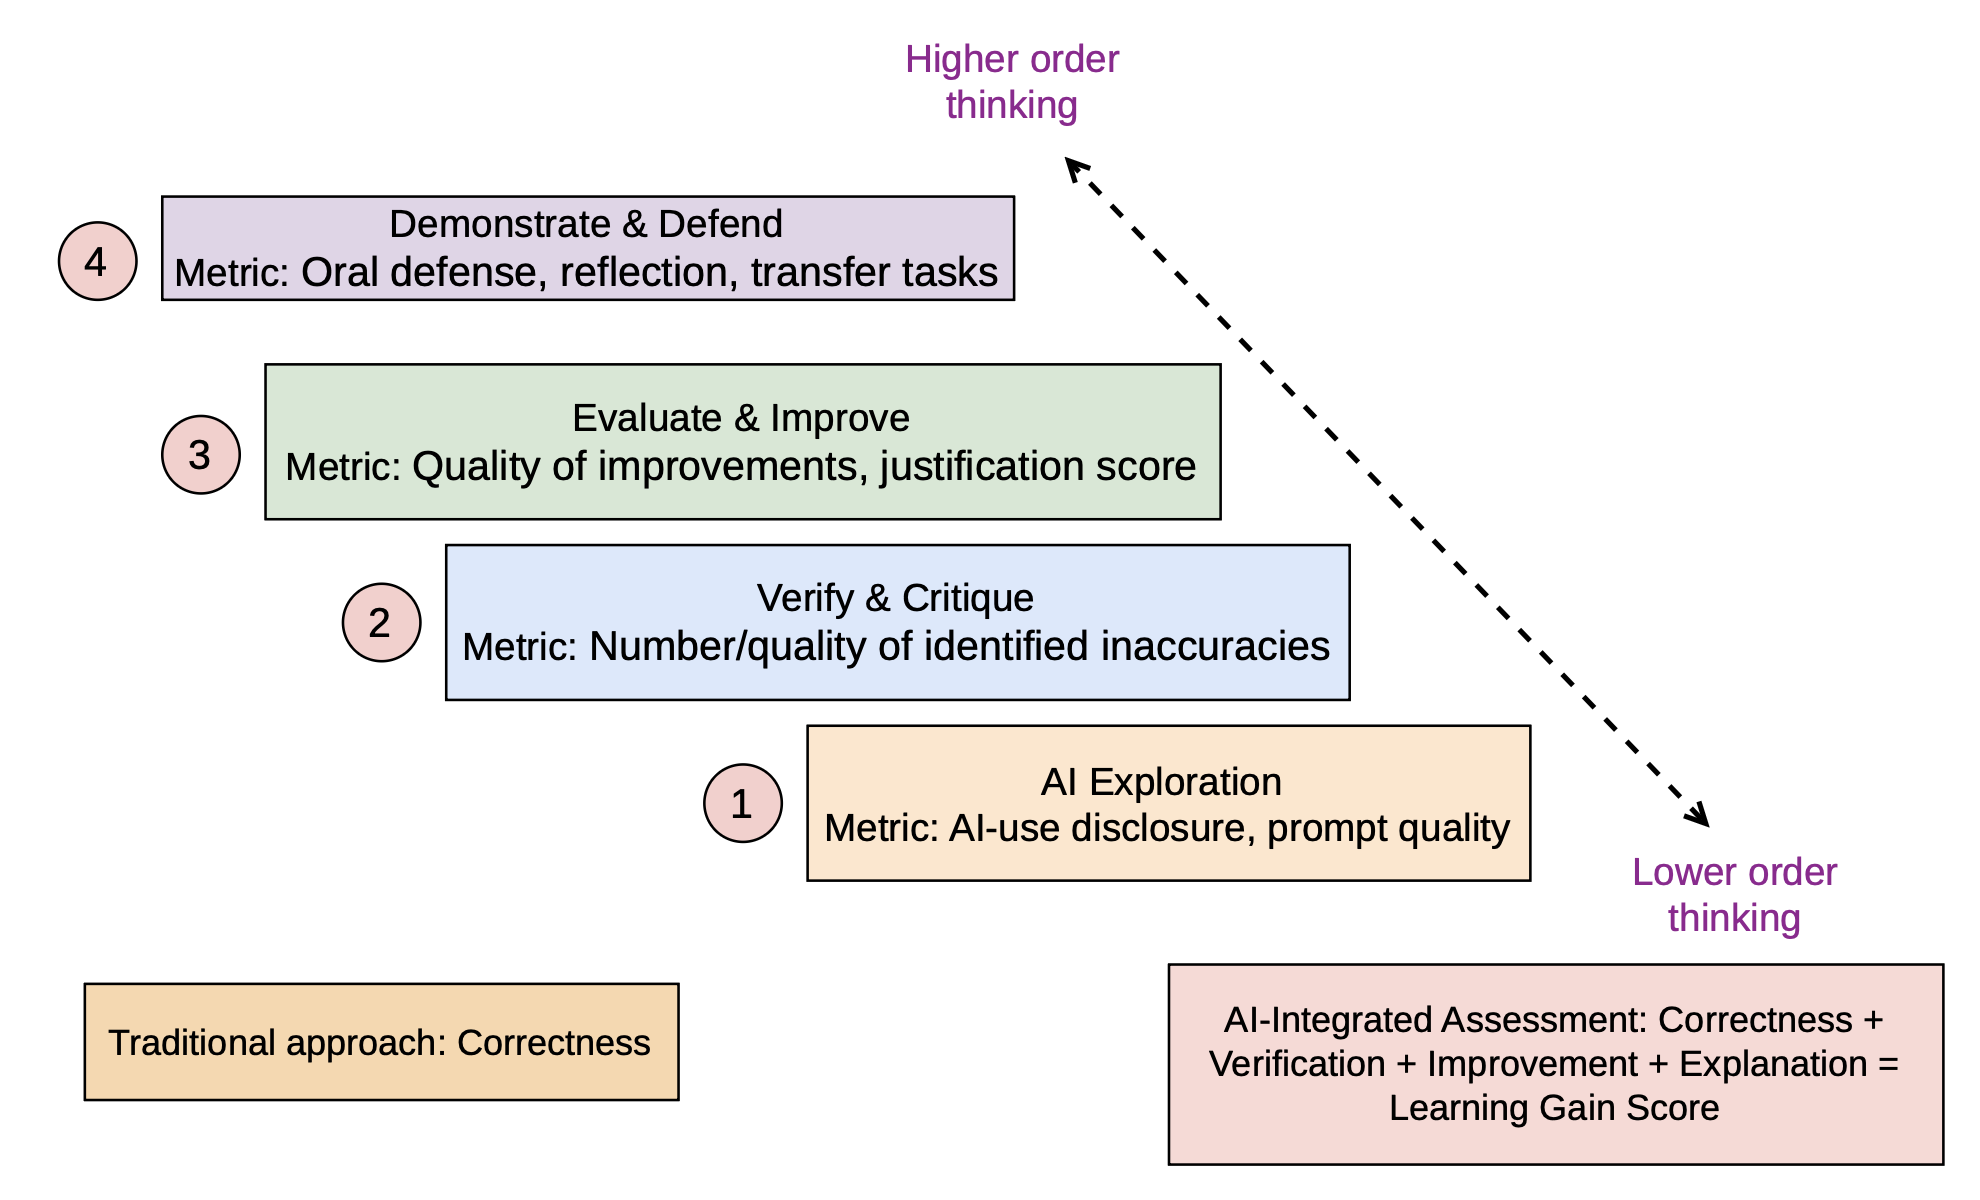 Higher order
thinking
4
Demonstrate & Defend
Metric: Oral defense, reflection, transfer tasks
3
Evaluate & Improve
Metric: Quality of improvements, justification score
2
Verify & Critique
Metric: Number/quality of identified inaccuracies
1
AI Exploration
Metric: AI-use disclosure, prompt quality
Lower order
thinking
Traditional approach: Correctness
AI-Integrated Assessment: Correctness +
Verification + Improvement + Explanation =
Learning Gain Score